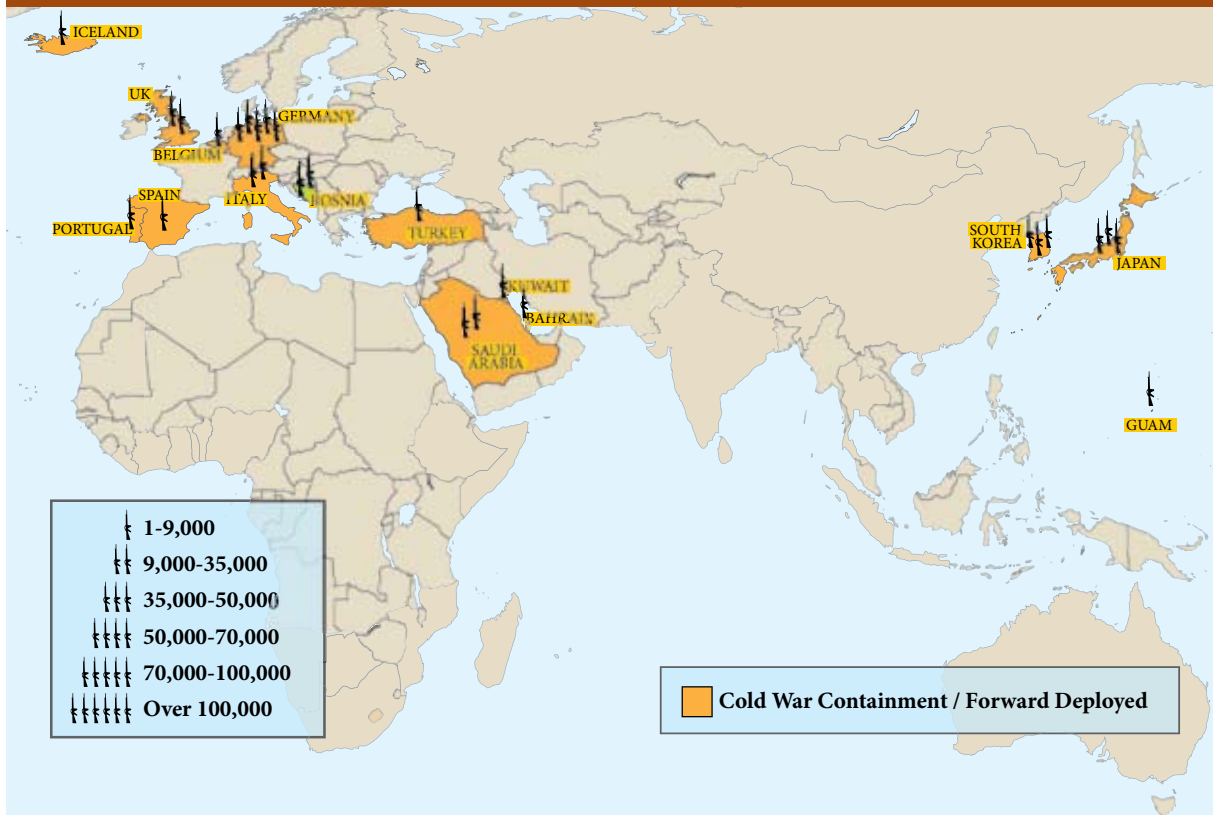 ICELAND
UK
GERMANY
BELGIUM
SPAIN
ITALY
BOSNIA
PORTUGAL
TURKEY
SOUTH
KOREA
JAPAN
KUWAIT
BAHRAIN
SAUDI
ARABIA
GUAM
1-9,000
9,000-35,000
35,000-50,000
50,000-70,000
70,000-100,000
Over 100,000
Cold War Containment / Forward Deployed